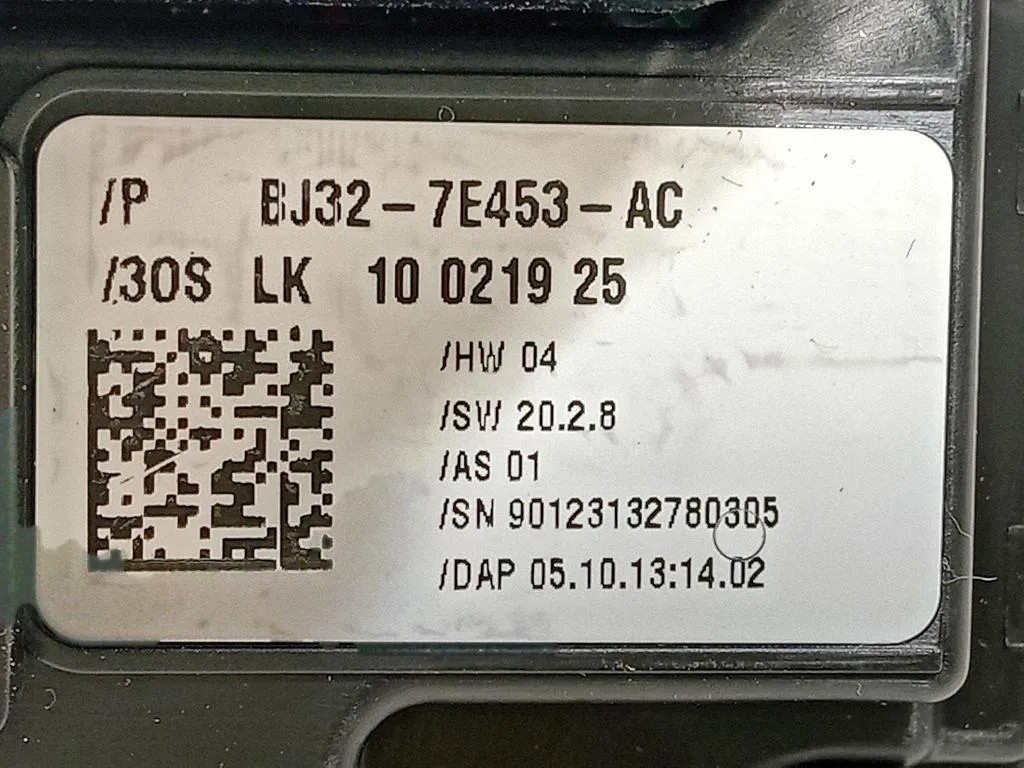 /P BJ32-7E453-AC
/30S LK 10 0219 25
/HW 04
/SW 20.2.8
/AS 01
/SN 90123132780305
/DAP 05.10.13:14.02